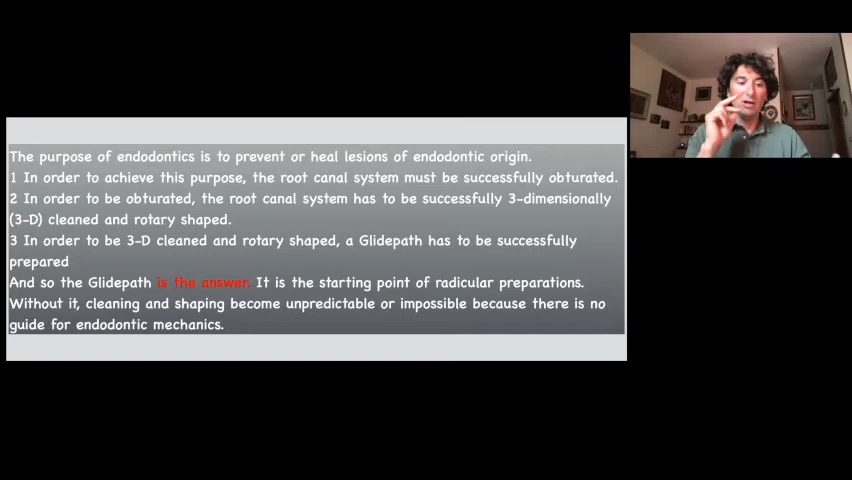 The purpose of endodontics is to prevent or heal lesions of endodontic origin.
1 In order to achieve this purpose, the root canal system must be successfully obturated.
2 In order to be obturated, the root canal system has to be successfully 3-dimensionally
(3-D) cleaned and rotary shaped.
3 In order to be 3-D cleaned and rotary shaped, a Glidepath has to be successfully
prepared
And so the Glidepath is the answer. It is the starting point of radicular preparations.
Without it, cleaning and shaping become unpredictable or impossible because there is no
guide for endodontic mechanics.